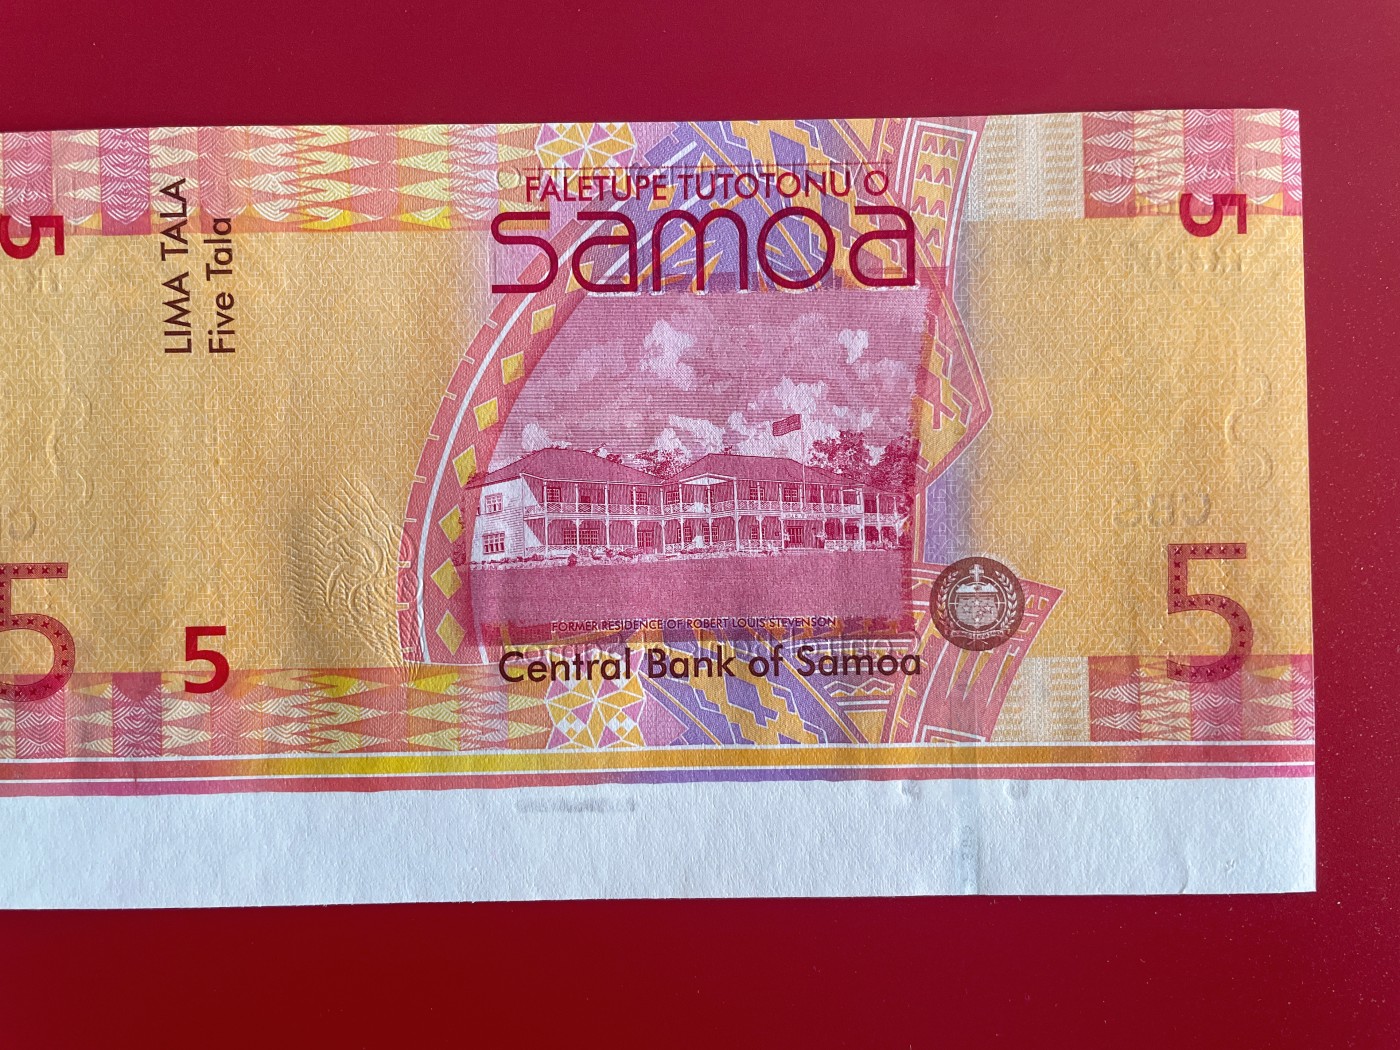 5
LIMA TALA
Five Tala
FALETUPE TUTOTONU O
samoa
5
FORMER RESIDENCE OF ROBERT LOUIS STEVENSON
Central Bank of Samoa
5
5
5